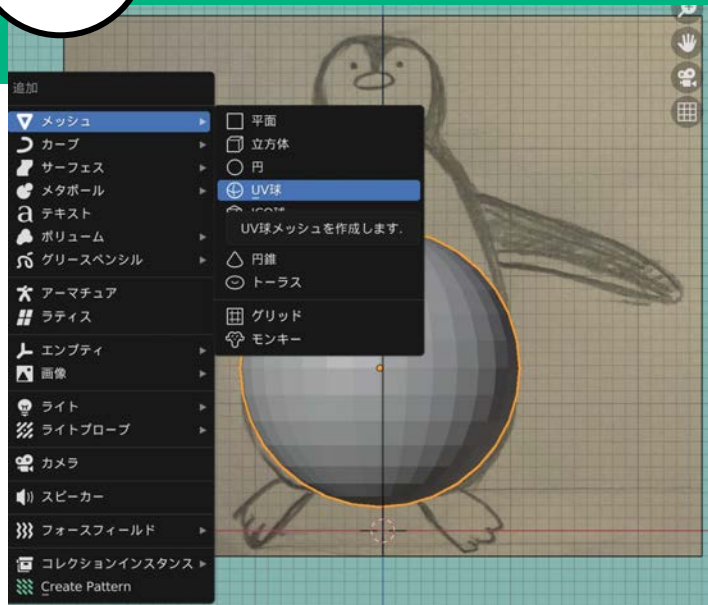 追加
メッシュ
カーブ
サーフェス
メタボール
テキスト
ボリューム
グリースペンシル
アーマチュア
ラティス
エンプティ
画像
ライト
ライトプローブ
カメラ
スピーカー
フォースフィールド
コレクションインスタンス
Create Pattern
平面
立方体
円
UV球
UV球メッシュを作成します.
円錐
トーラス
グリッド
モンキー